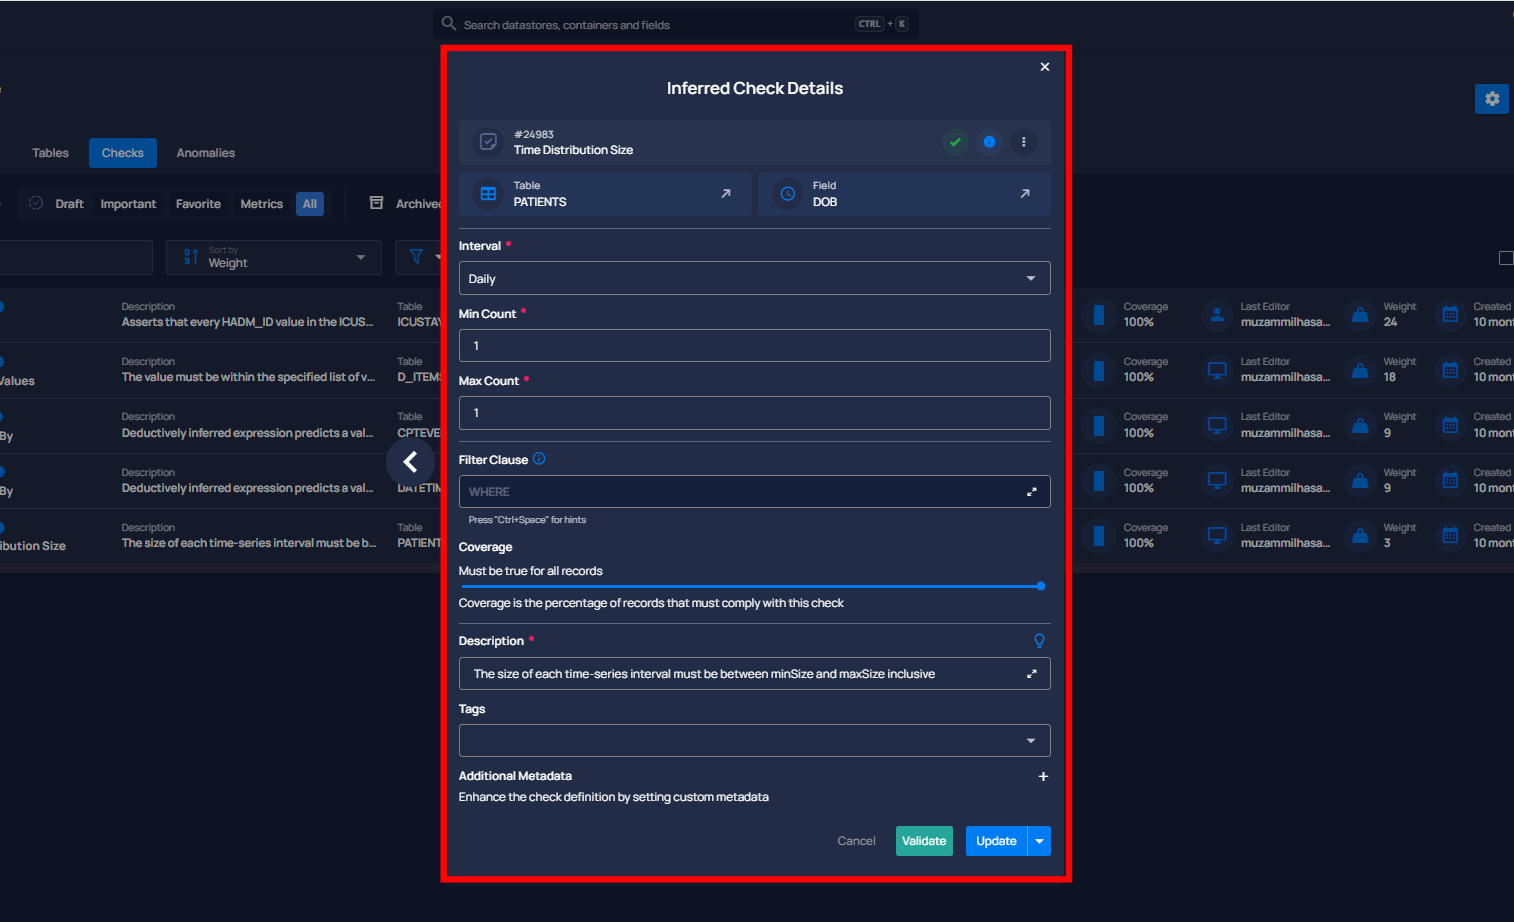 Search datastores, containers and fields
CTRL + K
Tables
Checks
Anomalies
Draft
Important
Favorite
Metrics
All
Archived
Sort by
Weight
Description
Asserts that every HADM_ID value in the ICUS...
Table
ICUSTAY
Values
Description
The value must be within the specified list of v...
Table
D_ITEMS
By
Description
Deductively inferred expression predicts a val...
Table
CPTEVE
By
Description
Deductively inferred expression predicts a val...
DATETIM
ibution Size
Description
The size of each time-series interval must be b...
Table
PATIENT
Inferred Check Details
#24983
Time Distribution Size
Table
PATIENTS
Field
DOB
Interval
Daily
Min Count
1
Max Count
1
Filter Clause
WHERE
Press "Ctrl+Space" for hints
Coverage
Must be true for all records
Coverage is the percentage of records that must comply with this check
Description
The size of each time-series interval must be between minSize and maxSize inclusive
Tags
Additional Metadata
Enhance the check definition by setting custom metadata
Cancel
Validate
Update
Coverage
100%
Last Editor
muzammilhasa...
Weight
24
Created
10 mont
Coverage
100%
Last Editor
muzammilhasa...
Weight
18
Created
10 mont
Coverage
100%
Last Editor
muzammilhasa...
Weight
9
Created
10 mont
Coverage
100%
Last Editor
muzammilhasa...
Weight
9
Created
10 mont
Coverage
100%
Last Editor
muzammilhasa...
Weight
3
Created
10 mont